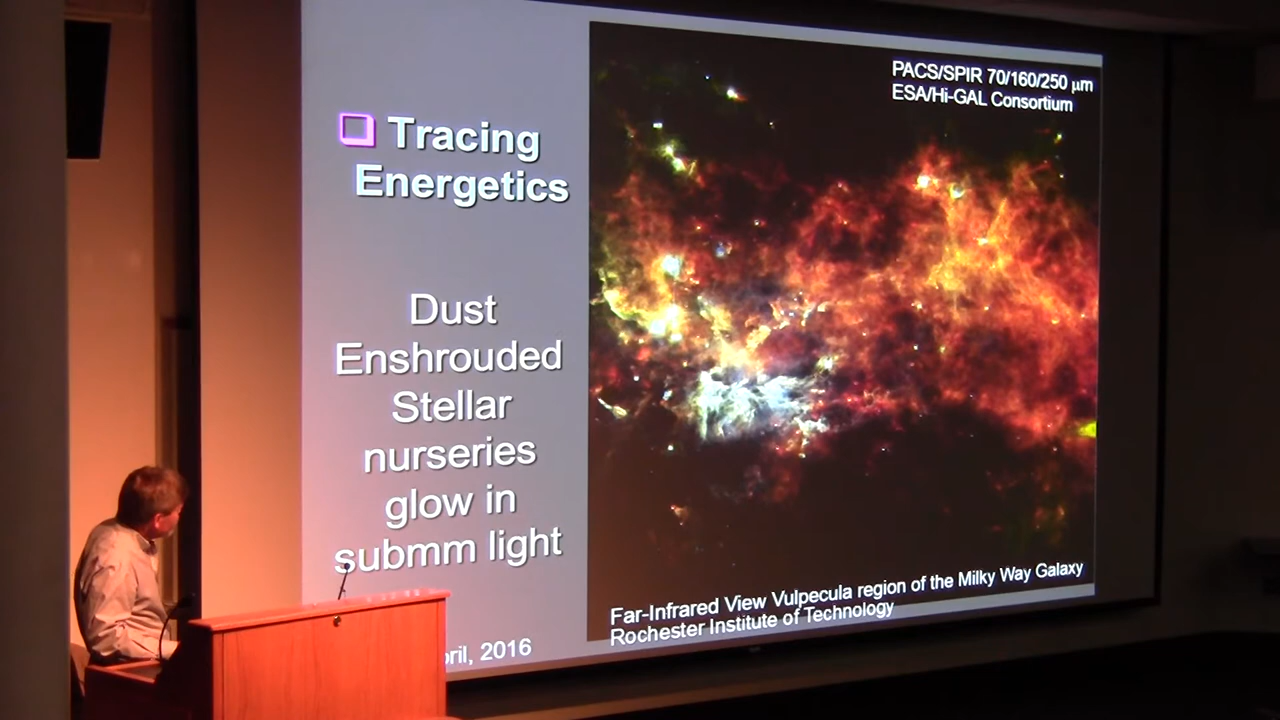 Tracing
Energetics
Dust
Enshrouded
Stellar
nurseries
glow in
submm light
pril, 2016
PACS/SPIR 70/160/250 μm
ESA/Hi-GAL Consortium
Far-Infrared View Vulpecula region of the Milky Way Galaxy
Rochester Institute of Technology